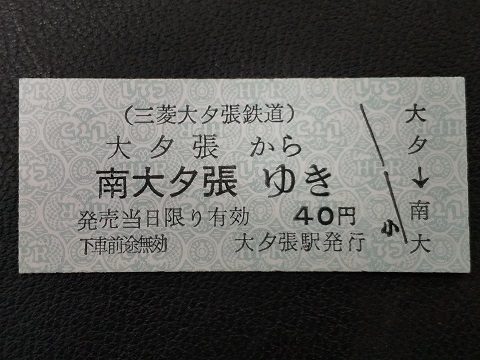 (三菱大夕張鉄道)
大夕張から
南大夕張 ゆき
発売当日限り有効 40円
下車前途無効 大夕張駅発行
小
大夕↓南大